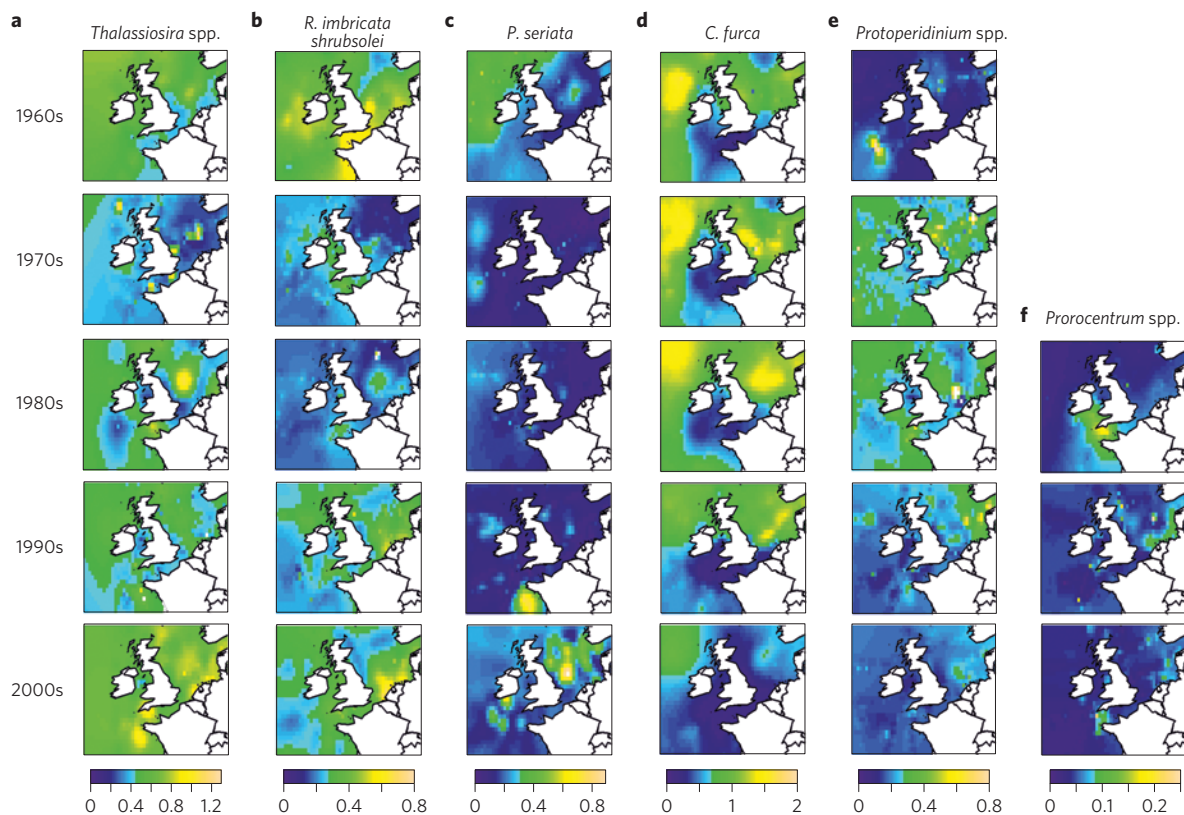 a
Thalassiosira spp.
b
R. imbricata
shrubsolei
c
P. seriata
d
C. furca
e
Protoperidinium spp.
1960s
1970s
f
Prorocentrum spp.
1980s
1990s
2000s
0 0.4 0.8 1.2
0 0.4 0.8
0 0.4 0.8
0 1 2
0 0.4 0.8
0 0.1 0.2